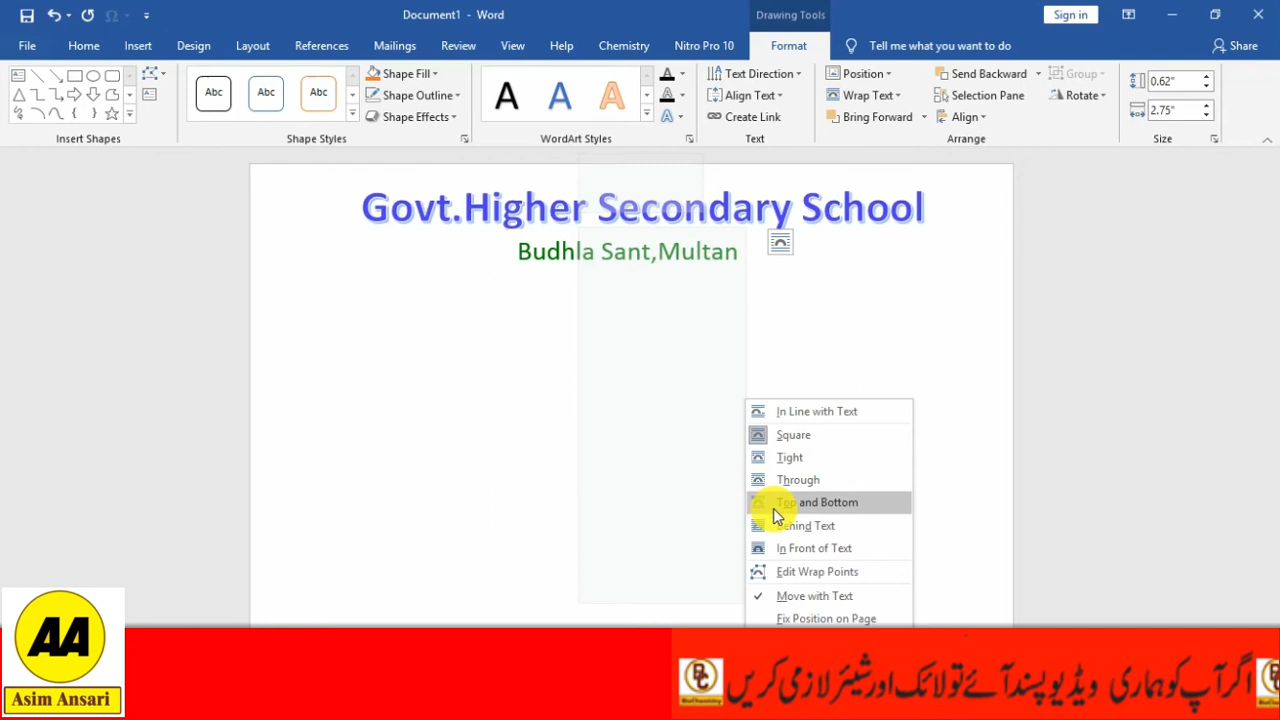 Document1 - Word
Drawing Tools
Sign in
File Home Insert Design Layout References Mailings Review View Help Chemistry Nitro Pro 10 Format Tell me what you want to do Share
Abc Abc Abc
Shape Fill
Shape Outline
Shape Effects
A A A
Text Direction
Align Text
Create Link
Position
Wrap Text
Bring Forward
Send Backward
Selection Pane
Align
Group
Rotate
0.62"
2.75"
Insert Shapes Shape Styles WordArt Styles Text Arrange Size
Govt.Higher Secondary School
Budhla Sant,Multan
In Line with Text
Square
Tight
Through
Top and Bottom
Behind Text
In Front of Text
Edit Wrap Points
Move with Text
Fix Position on Page
AA
Asim Ansari
اگر آپ کو ہماری ویڈیو پسند آئے تو لائک اور شیئر لازمی کریں